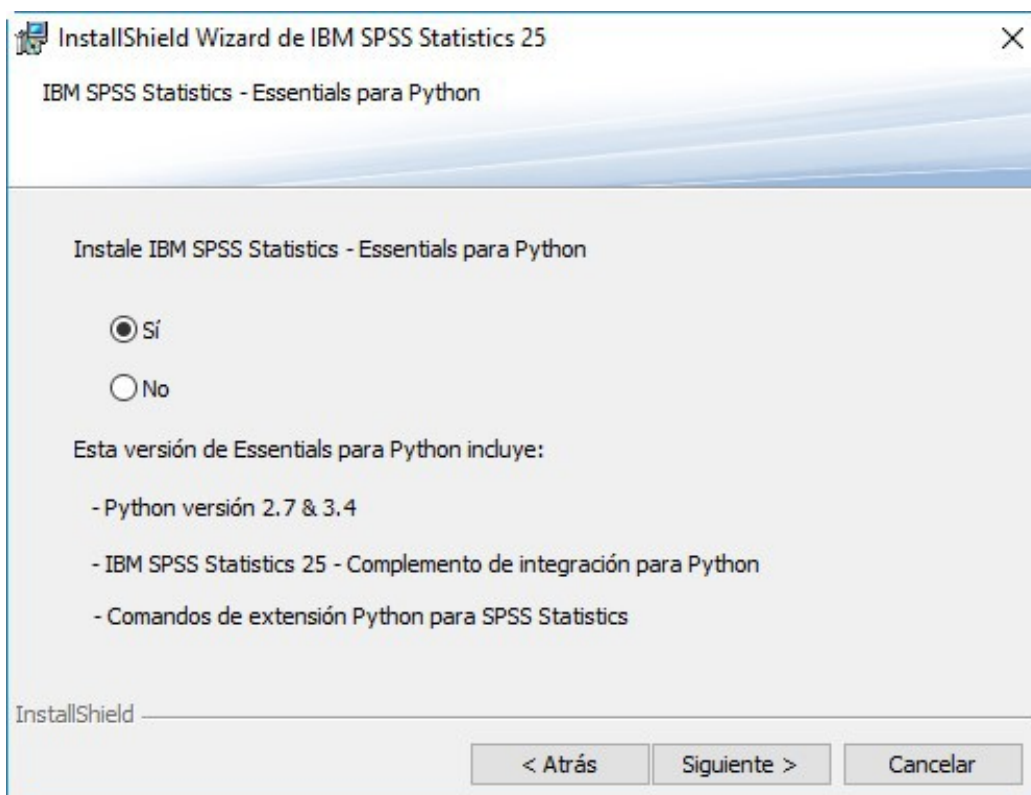 InstallShield Wizard de IBM SPSS Statistics 25
IBM SPSS Statistics - Essentials para Python
Instale IBM SPSS Statistics - Essentials para Python
Sí
No
Esta versión de Essentials para Python incluye:
- Python versión 2.7 & 3.4
- IBM SPSS Statistics 25 - Complemento de integración para Python
- Comandos de extensión Python para SPSS Statistics
InstallShield
< Atrás
Siguiente >
Cancelar